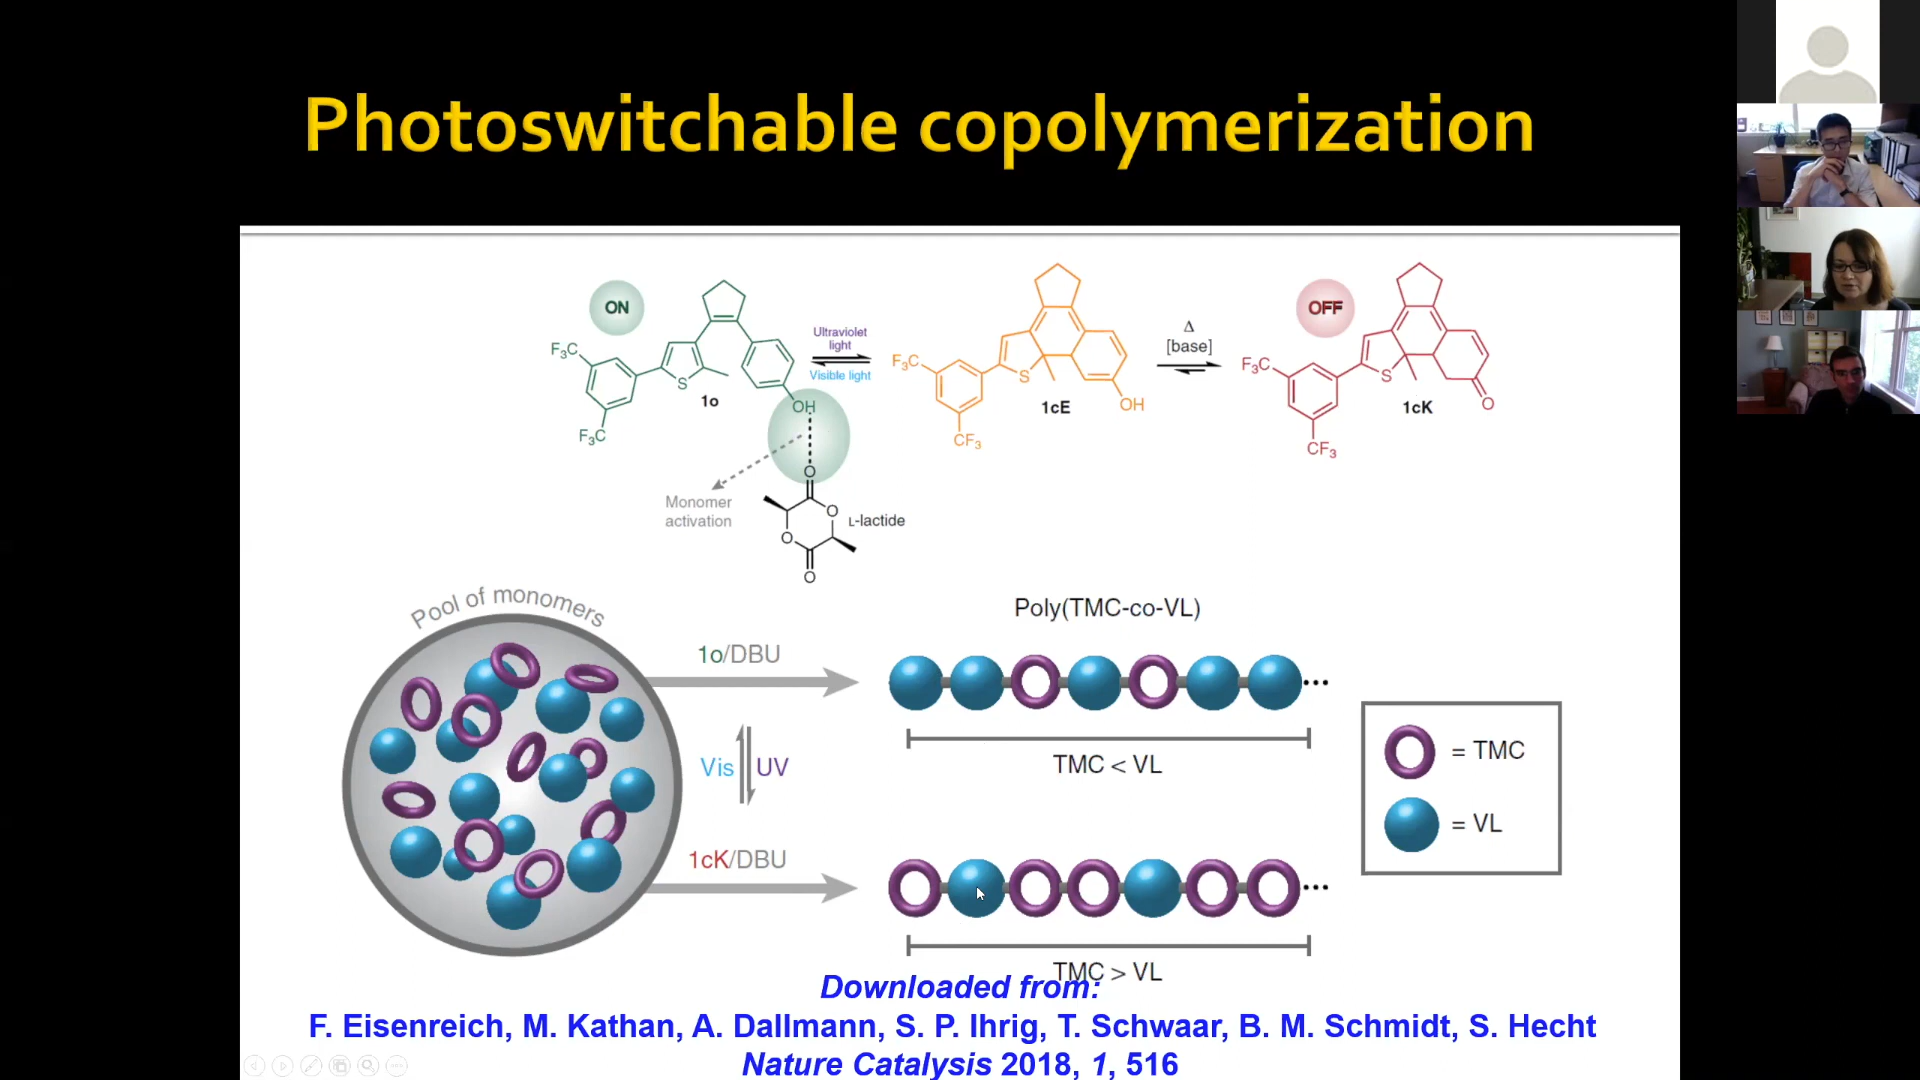 Photoswitchable copolymerization
ON
OFF
F₃C
F₃C
S
1o
OH
Ultraviolet
light
Visible light
F₃C
CF₃
S
1cE
OH
Δ
[base]
F₃C
CF₃
S
1cK
O
Monomer
activation
O
O
O
O
L-lactide
Pool of monomers
1o/DBU
Vis
UV
1cK/DBU
Poly(TMC-co-VL)
TMC < VL
TMC > VL
= TMC
= VL
Downloaded from:
F. Eisenreich, M. Kathan, A. Dallmann, S. P. Ihrig, T. Schwaar, B. M. Schmidt, S. Hecht
Nature Catalysis 2018, 1, 516